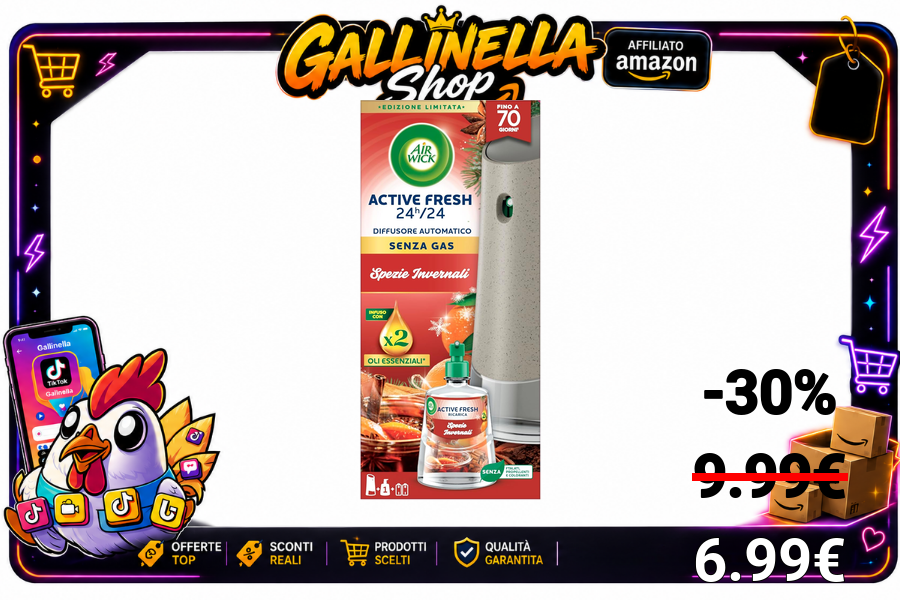 GALLINELLA
Shop
AFFILIATO
amazon
•EDIZIONE LIMITATA•
FINO A
70
GIORNI*
AIR
WICK
ACTIVE FRESH
24h/24
DIFFUSORE AUTOMATICO
SENZA GAS
Spezie Invernali
INFUSO
CON
x2
OLI ESSENZIALI*
ACTIVE FRESH
RICARICA
Spezie
Invernali
SENZA
Gallinella
TikTok
Gallinella
-30%
9.99€
6.99€
OFFERTE
TOP
SCONTI
REALI
PRODOTTI
SCELTI
QUALITÀ
GARANTITA